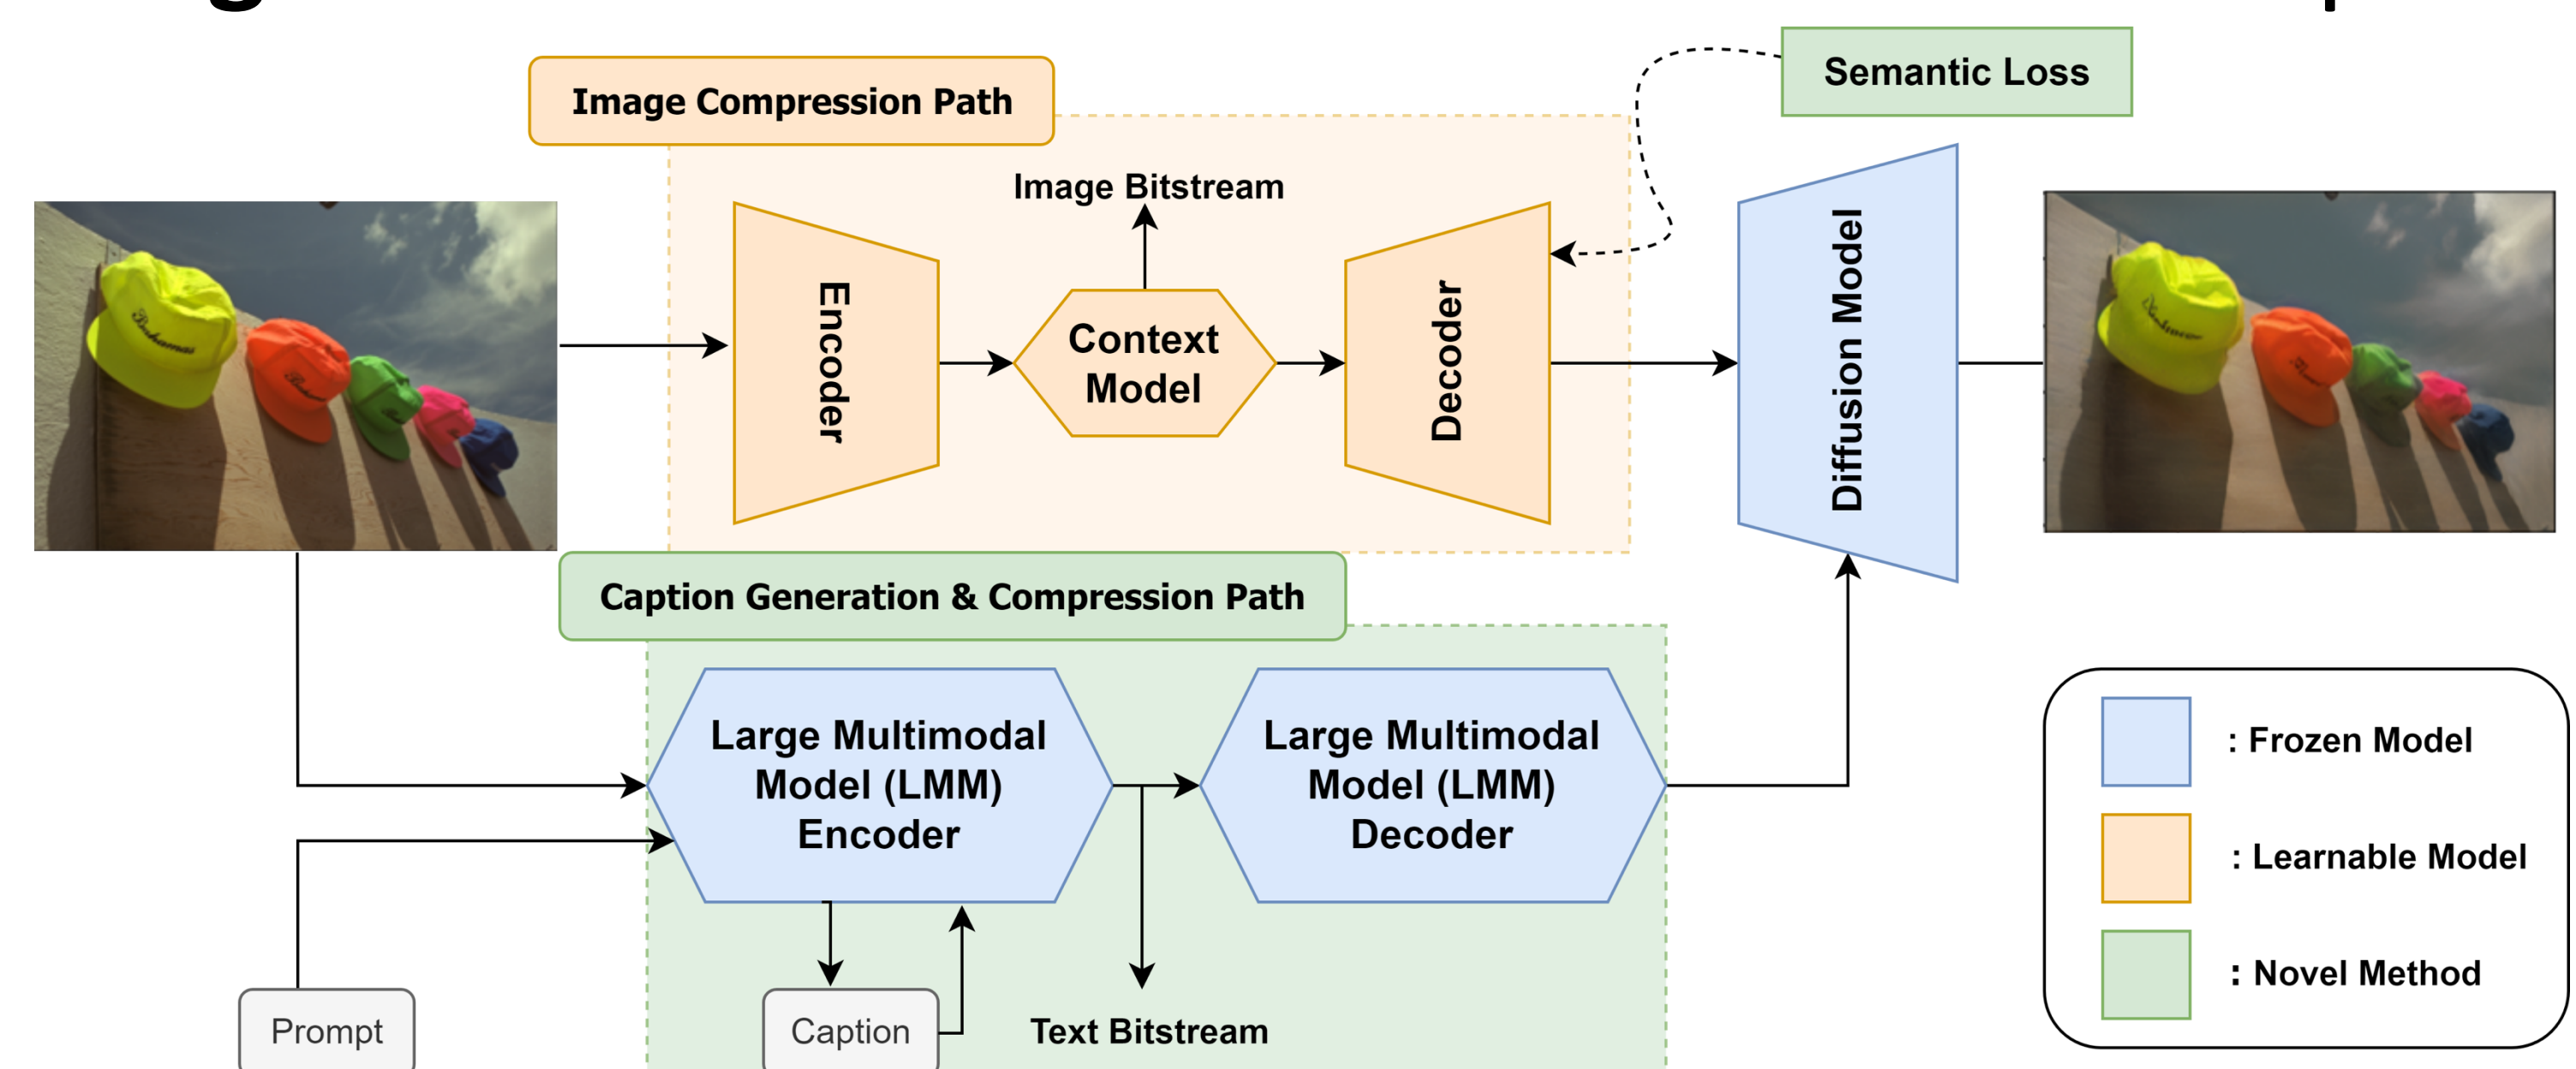 Image Compression Path
Semantic Loss
Image Bitstream
Encoder
Context
Model
Decoder
Diffusion Model
Bahamas
Caption Generation & Compression Path
Large Multimodal
Model (LMM)
Encoder
Large Multimodal
Model (LMM)
Decoder
: Frozen Model
: Learnable Model
: Novel Method
Prompt
Caption
Text Bitstream